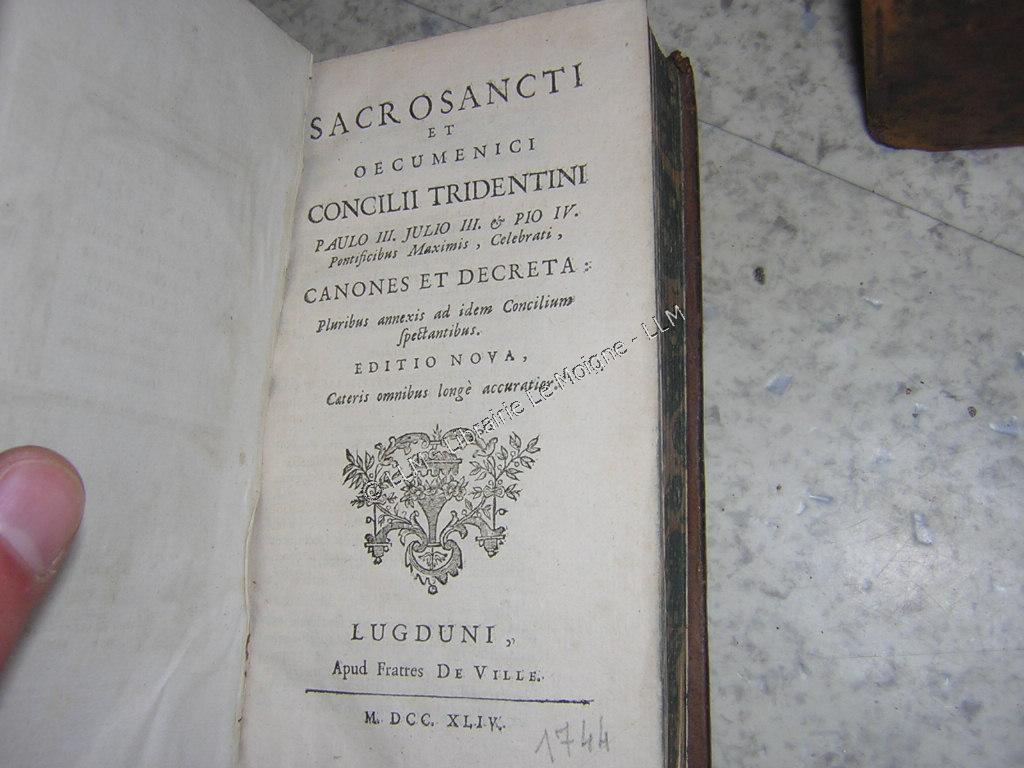 SACROSANCTI
ET
OECUMENICI
CONCILII TRIDENTINI
PAULO III. JULIO III. & PIO IV.
Pontificibus Maximis, Celebrati,
CANONES ET DECRETA:
Pluribus annexis ad idem Concilium
spectantibus.
EDITIO NOVA,
Cateris omnibus longè accuratior.
© - LLM - Librairie Le Moigne - LLM
LUGDUNI,
Apud Fratres DE VILLE.
M. DCC. XLIV.
1744